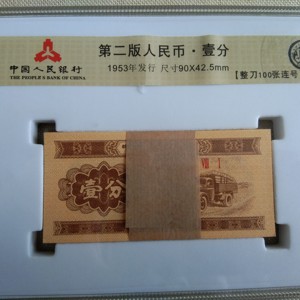 第二版人民币·壹分
中国人民银行
THE PEOPLE'S BANK OF CHINA
1953年发行 尺寸90X42.5mm
【整刀100张连号
壹分
VIII I